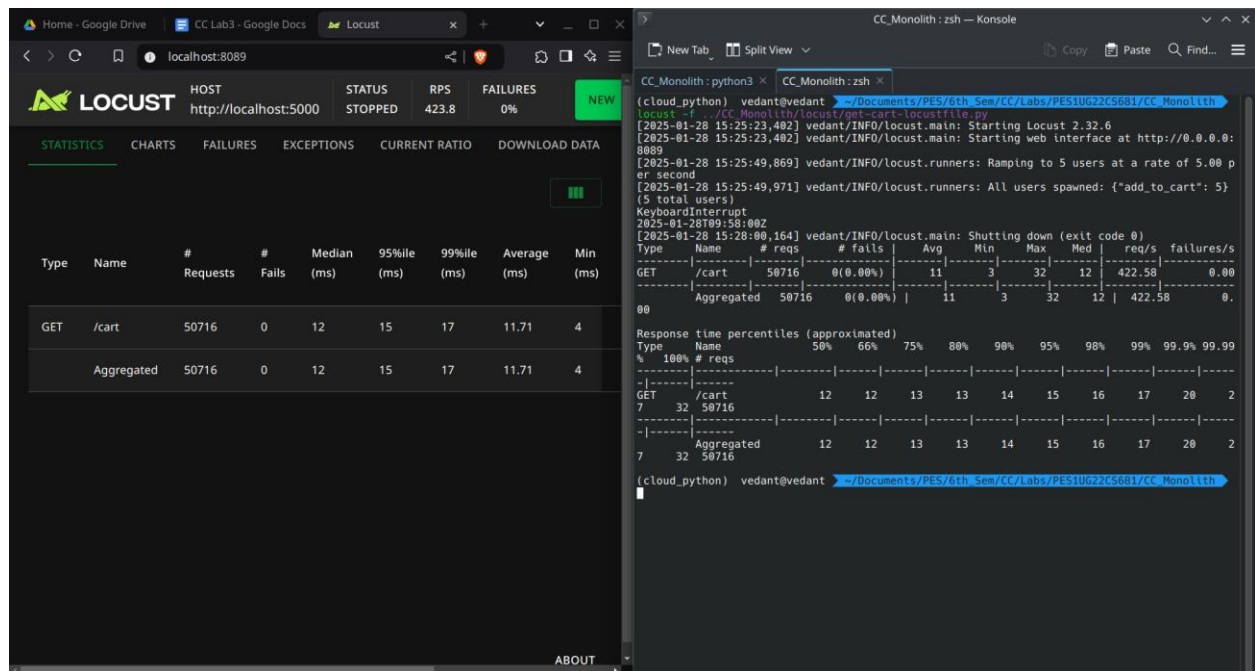 Home - Google Drive
CC Lab3 - Google Docs
Locust
localhost:8089
LOCUST
HOST
http://localhost:5000
STATUS
STOPPED
RPS
423.8
FAILURES
0%
NEW
STATISTICS CHARTS FAILURES EXCEPTIONS CURRENT RATIO DOWNLOAD DATA
Type Name # Requests # Fails Median (ms) 95%ile (ms) 99%ile (ms) Average (ms) Min (ms)
GET /cart 50716 0 12 15 17 11.71 4
Aggregated 50716 0 12 15 17 11.71 4
ABOUT
CC_Monolith : zsh — Konsole
New Tab Split View Copy Paste Find...
CC_Monolith : python3 CC_Monolith : zsh
(cloud_python) vedant@vedant ~/Documents/PES/6th_Sem/CC/Labs/PES1UG22CS681/CC_Monolith
locust -f ../CC_Monolith/locust/get-cart-locustfile.py
[2025-01-28 15:25:23,402] vedant/INFO/locust.main: Starting Locust 2.32.6
[2025-01-28 15:25:23,402] vedant/INFO/locust.main: Starting web interface at http://0.0.0.0:
8089
[2025-01-28 15:25:49,869] vedant/INFO/locust.runners: Ramping to 5 users at a rate of 5.00 p
er second
[2025-01-28 15:25:49,971] vedant/INFO/locust.runners: All users spawned: {"add_to_cart": 5}
(5 total users)
KeyboardInterrupt
2025-01-28T09:58:00Z
[2025-01-28 15:28:00,164] vedant/INFO/locust.main: Shutting down (exit code 0)
Type Name # reqs # fails | Avg Min Max Med | req/s failures/s
--------|------------|-------|-------------|-------|-------|-------|-------|--------|-----------
GET /cart 50716 0(0.00%) | 11 3 32 12 | 422.58 0.00
--------|------------|-------|-------------|-------|-------|-------|-------|--------|-----------
Aggregated 50716 0(0.00%) | 11 3 32 12 | 422.58 0.
00
Response time percentiles (approximated)
Type Name 50% 66% 75% 80% 90% 95% 98% 99% 99.9% 99.99
% 100% # reqs
--------|------------|--------|------|------|------|------|------|------|------|------|-----
-|------|------
GET /cart 12 12 13 13 14 15 16 17 20 2
7 32 50716
--------|------------|--------|------|------|------|------|------|------|------|------|-----
-|------|------
Aggregated 12 12 13 13 14 15 16 17 20 2
7 32 50716
(cloud_python) vedant@vedant ~/Documents/PES/6th_Sem/CC/Labs/PES1UG22CS681/CC_Monolith